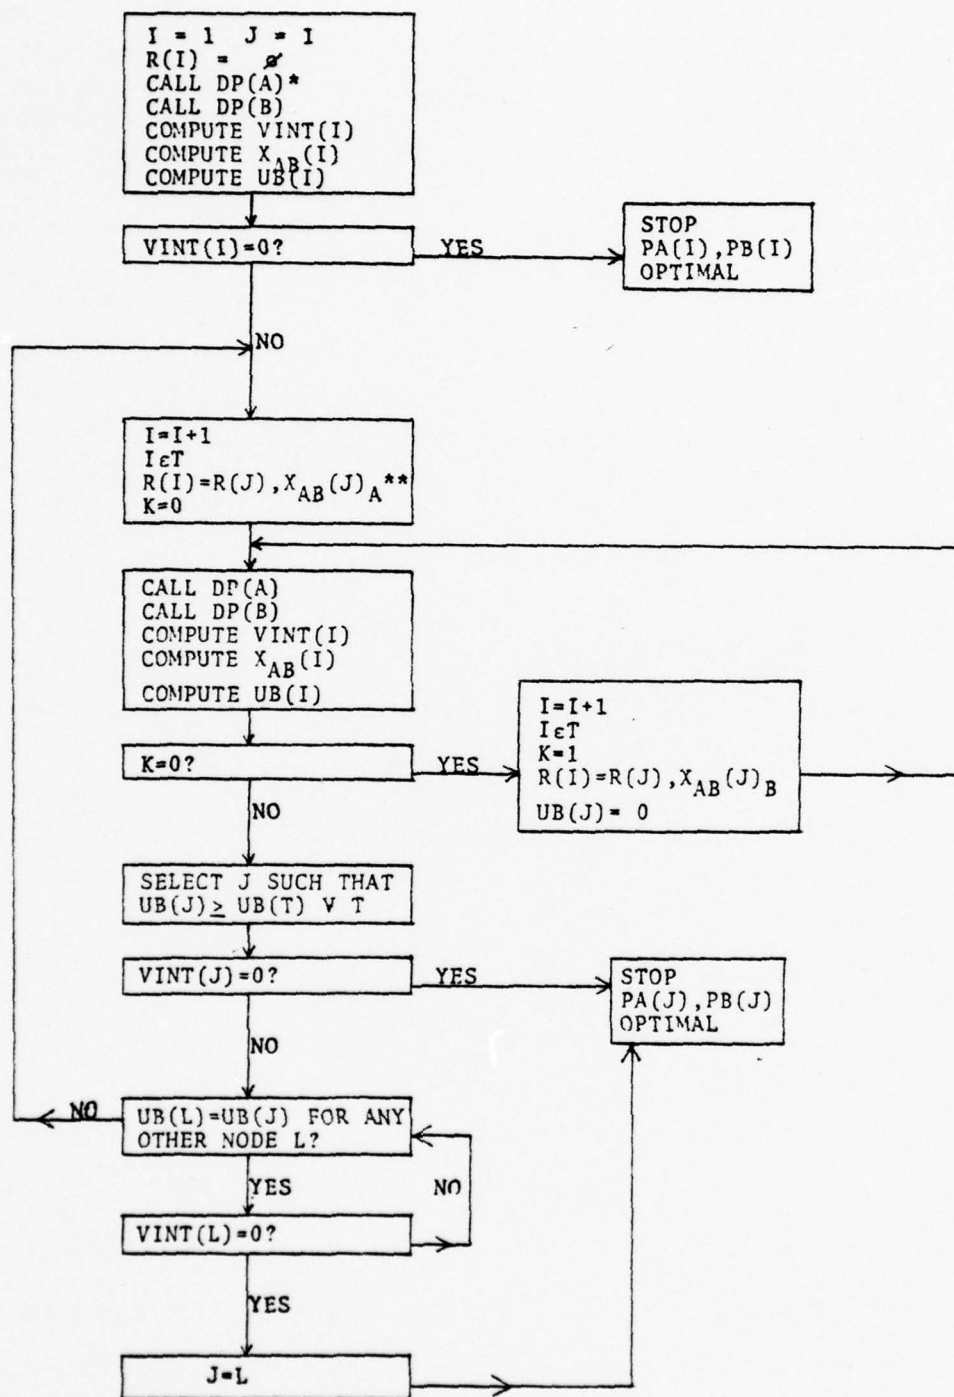 I = 1 J = I
R(I) = ø
CALL DP(A)*
CALL DP(B)
COMPUTE VINT(I)
COMPUTE X_AB(I)
COMPUTE UB(I)
VINT(I)=0?
YES
STOP
PA(I),PB(I)
OPTIMAL
NO
I=I+1
IεT
R(I)=R(J),X_AB(J)_A**
K=0
CALL DP(A)
CALL DP(B)
COMPUTE VINT(I)
COMPUTE X_AB(I)
COMPUTE UB(I)
K=0?
YES
I=I+1
IεT
K=1
R(I)=R(J),X_AB(J)_B
UB(J)= 0
NO
SELECT J SUCH THAT
UB(J)≥ UB(T) ∀ T
VINT(J)=0?
YES
STOP
PA(J),PB(J)
OPTIMAL
NO
NO
UB(L)=UB(J) FOR ANY
OTHER NODE L?
YES
NO
VINT(L)=0?
YES
J=L